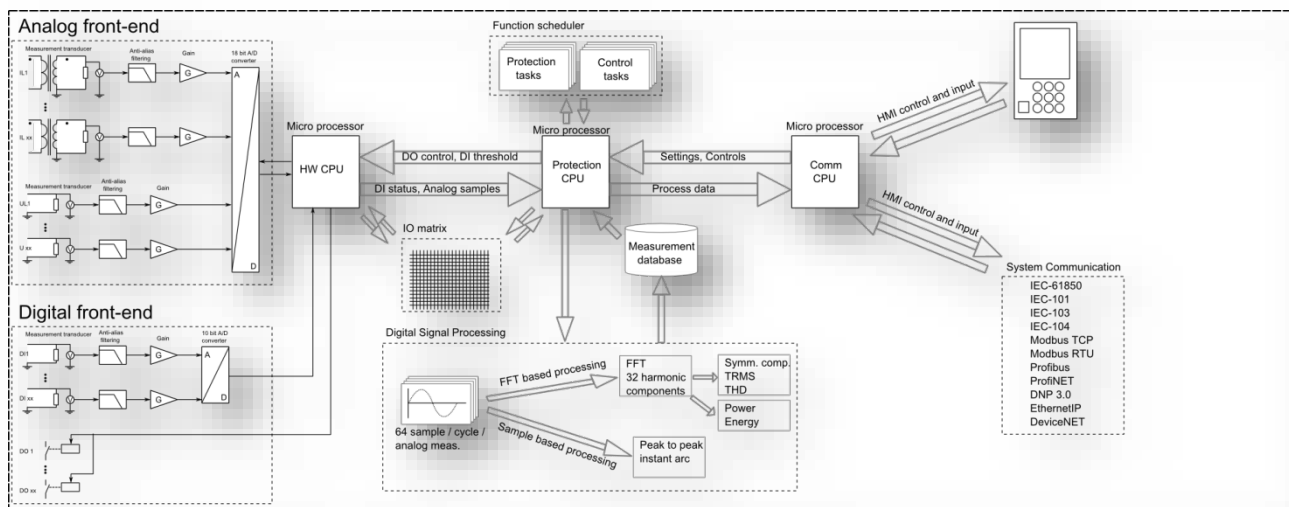 Analog front-end
Measurement transducer
Anti-alias
filtering
Gain
18 bit A/D
converter
IL1
G
A
IL xx
G
Measurement transducer
Anti-alias
filtering
Gain
UL1
G
U xx
G
D
Digital front-end
Measurement transducer
Anti-alias
filtering
Gain
10 bit A/D
converter
DI1
G
A
DI xx
G
D
DO 1
DO xx
Micro processor
HW CPU
DO control, DI threshold
DI status, Analog samples
IO matrix
Function scheduler
Protection
tasks
Control
tasks
Micro processor
Protection
CPU
Settings, Controls
Process data
Measurement
database
Micro processor
Comm
CPU
HMI control and input
HMI control and input
Digital Signal Processing
64 sample / cycle /
analog meas.
FFT based processing
Sample based processing
FFT
32 harmonic
components
Symm. comp.
TRMS
THD
Power
Energy
Peak to peak
instant arc
System Communication
IEC-61850
IEC-101
IEC-103
IEC-104
Modbus TCP
Modbus RTU
Profibus
ProfiNET
DNP 3.0
EthernetIP
DeviceNET